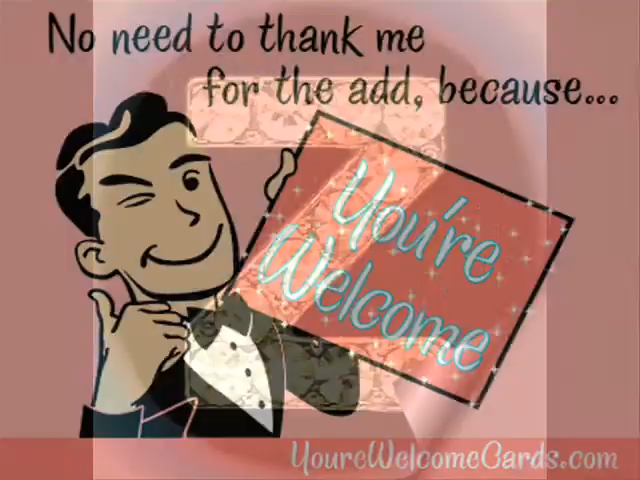 No need to thank me
for the add, because...
You're
Welcome
YoureWelcomeCards.com